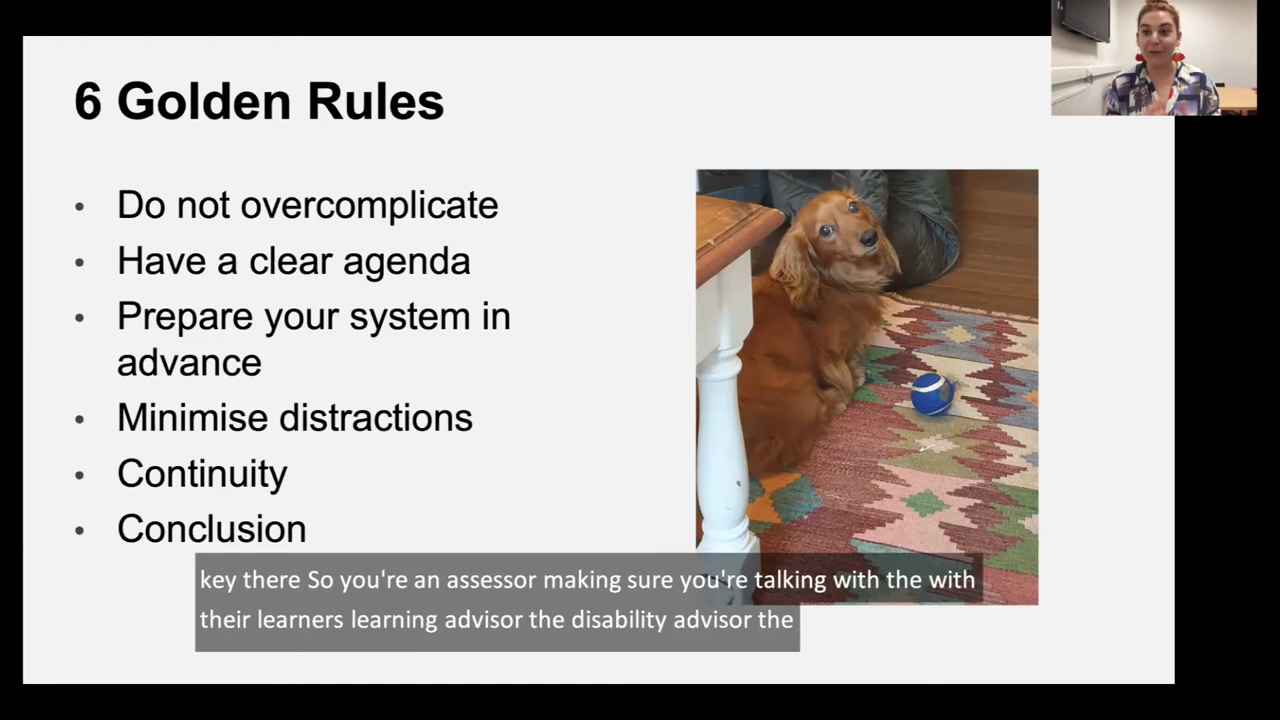 6 Golden Rules
• Do not overcomplicate
• Have a clear agenda
• Prepare your system in
advance
• Minimise distractions
• Continuity
• Conclusion
key there So you're an assessor making sure you're talking with the with
their learners learning advisor the disability advisor the